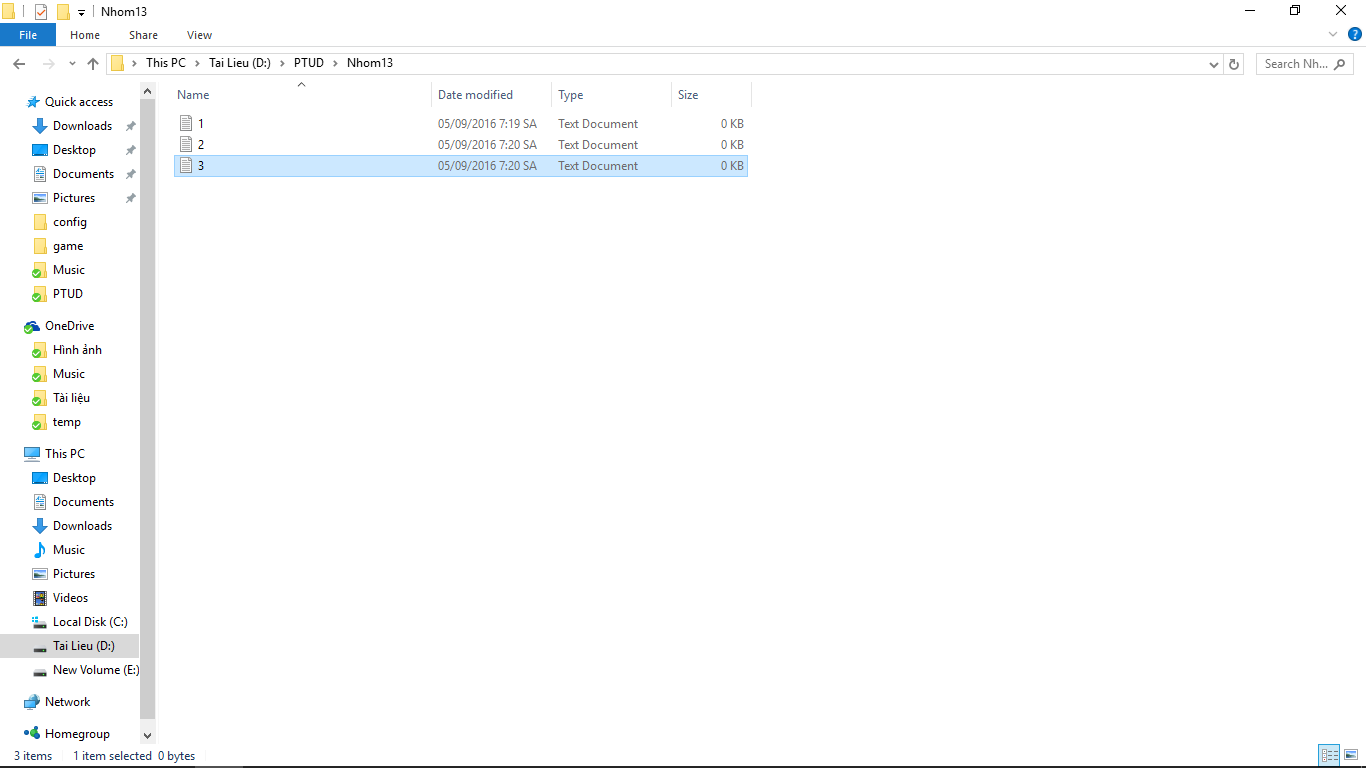 Nhom13
File Home Share View
This PC Tai Lieu (D:) PTUD Nhom13
Search Nh...
Name Date modified Type Size
1 05/09/2016 7:19 SA Text Document 0 KB
2 05/09/2016 7:20 SA Text Document 0 KB
3 05/09/2016 7:20 SA Text Document 0 KB
Quick access
Downloads
Desktop
Documents
Pictures
config
game
Music
PTUD
OneDrive
Hình ảnh
Music
Tài liệu
temp
This PC
Desktop
Documents
Downloads
Music
Pictures
Videos
Local Disk (C:)
Tai Lieu (D:)
New Volume (E:)
Network
Homegroup
3 items 1 item selected 0 bytes